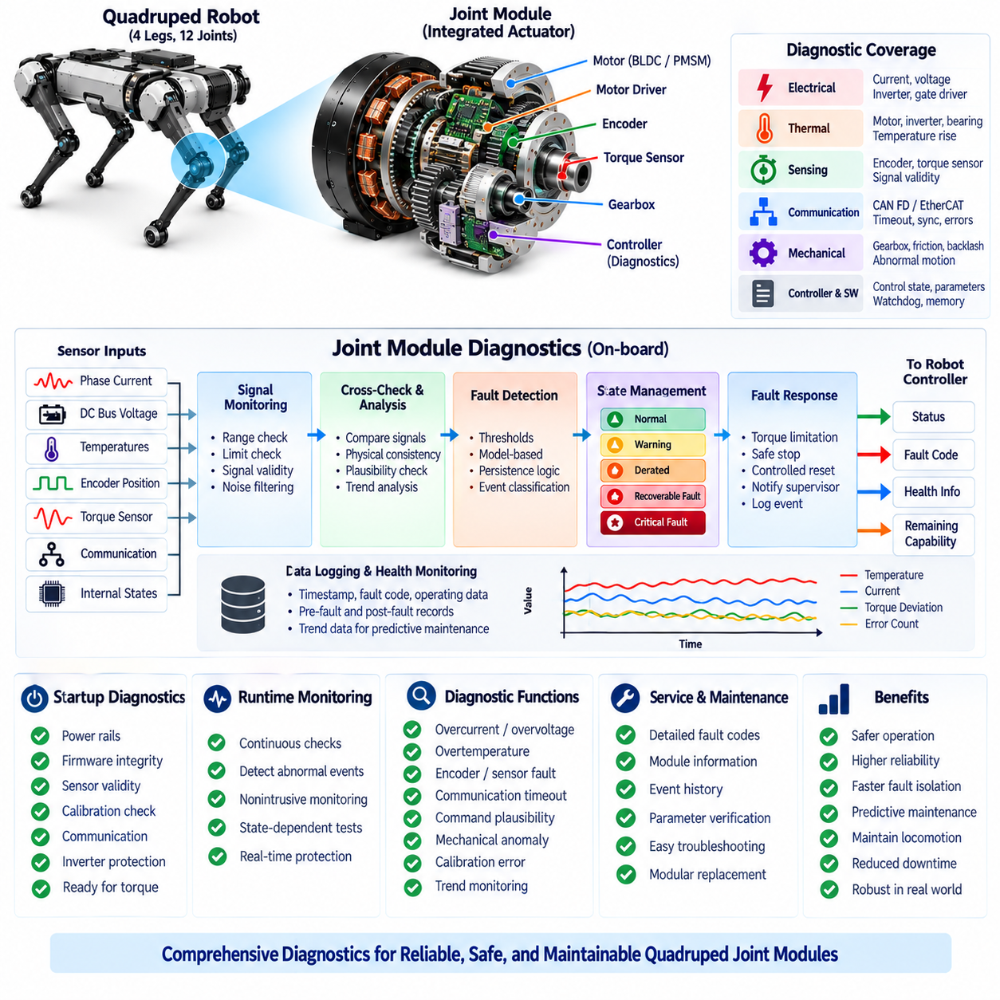 Quadruped Robot
(4 Legs, 12 Joints)
Joint Module
(Integrated Actuator)
Motor (BLDC / PMSM)
Motor Driver
Encoder
Torque Sensor
Gearbox
Controller
(Diagnostics)
Diagnostic Coverage
Electrical
Current, voltage
Inverter, gate driver
Thermal
Motor, inverter, bearing
Temperature rise
Sensing
Encoder, torque sensor
Signal validity
Communication
CAN FD / EtherCAT
Timeout, sync, errors
Mechanical
Gearbox, friction, backlash
Abnormal motion
Controller & SW
Control state, parameters
Watchdog, memory
Joint Module Diagnostics (On-board)
Sensor Inputs
Phase Current
DC Bus Voltage
Temperatures
Encoder Position
Torque Sensor
Communication
Internal States
Signal
Monitoring
• Range check
• Limit check
• Signal validity
• Noise filtering
Cross-Check &
Analysis
• Compare signals
• Physical consistency
• Plausibility check
• Trend analysis
Fault Detection
• Thresholds
• Model-based
• Persistence logic
• Event classification
State Management
Normal
Warning
Derated
Recoverable Fault
Critical Fault
Fault Response
• Torque limitation
• Safe stop
• Controlled reset
• Notify supervisor
• Log event
To Robot
Controller
Status
Fault Code
Health Info
Remaining
Capability
Data Logging & Health Monitoring
• Timestamp, fault code, operating data
• Pre-fault and post-fault records
• Trend data for predictive maintenance
Value
Time
Temperature
Current
Torque Deviation
Error Count
Startup Diagnostics
Power rails
Firmware integrity
Sensor validity
Calibration check
Communication
Inverter protection
Ready for torque
Runtime Monitoring
Continuous checks
Detect abnormal events
Nonintrusive monitoring
State-dependent tests
Real-time protection
Diagnostic Functions
Overcurrent / overvoltage
Overtemperature
Encoder / sensor fault
Communication timeout
Command plausibility
Mechanical anomaly
Calibration error
Trend monitoring
Service & Maintenance
Detailed fault codes
Module information
Event history
Parameter verification
Easy troubleshooting
Modular replacement
Benefits
Safer operation
Higher reliability
Faster fault isolation
Predictive maintenance
Maintain locomotion
Reduced downtime
Robust in real world
Comprehensive Diagnostics for Reliable, Safe, and Maintainable Quadruped Joint Modules